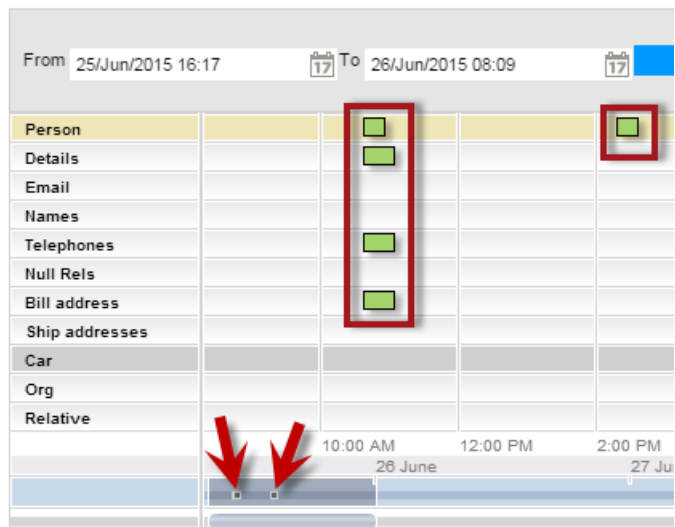 From 25/Jun/2015 16:17 17 To 26/Jun/2015 08:09 17
Person
Details
Email
Names
Telephones
Null Rels
Bill address
Ship addresses
Car
Org
Relative
10:00 AM 12:00 PM 2:00 PM
26 June 27